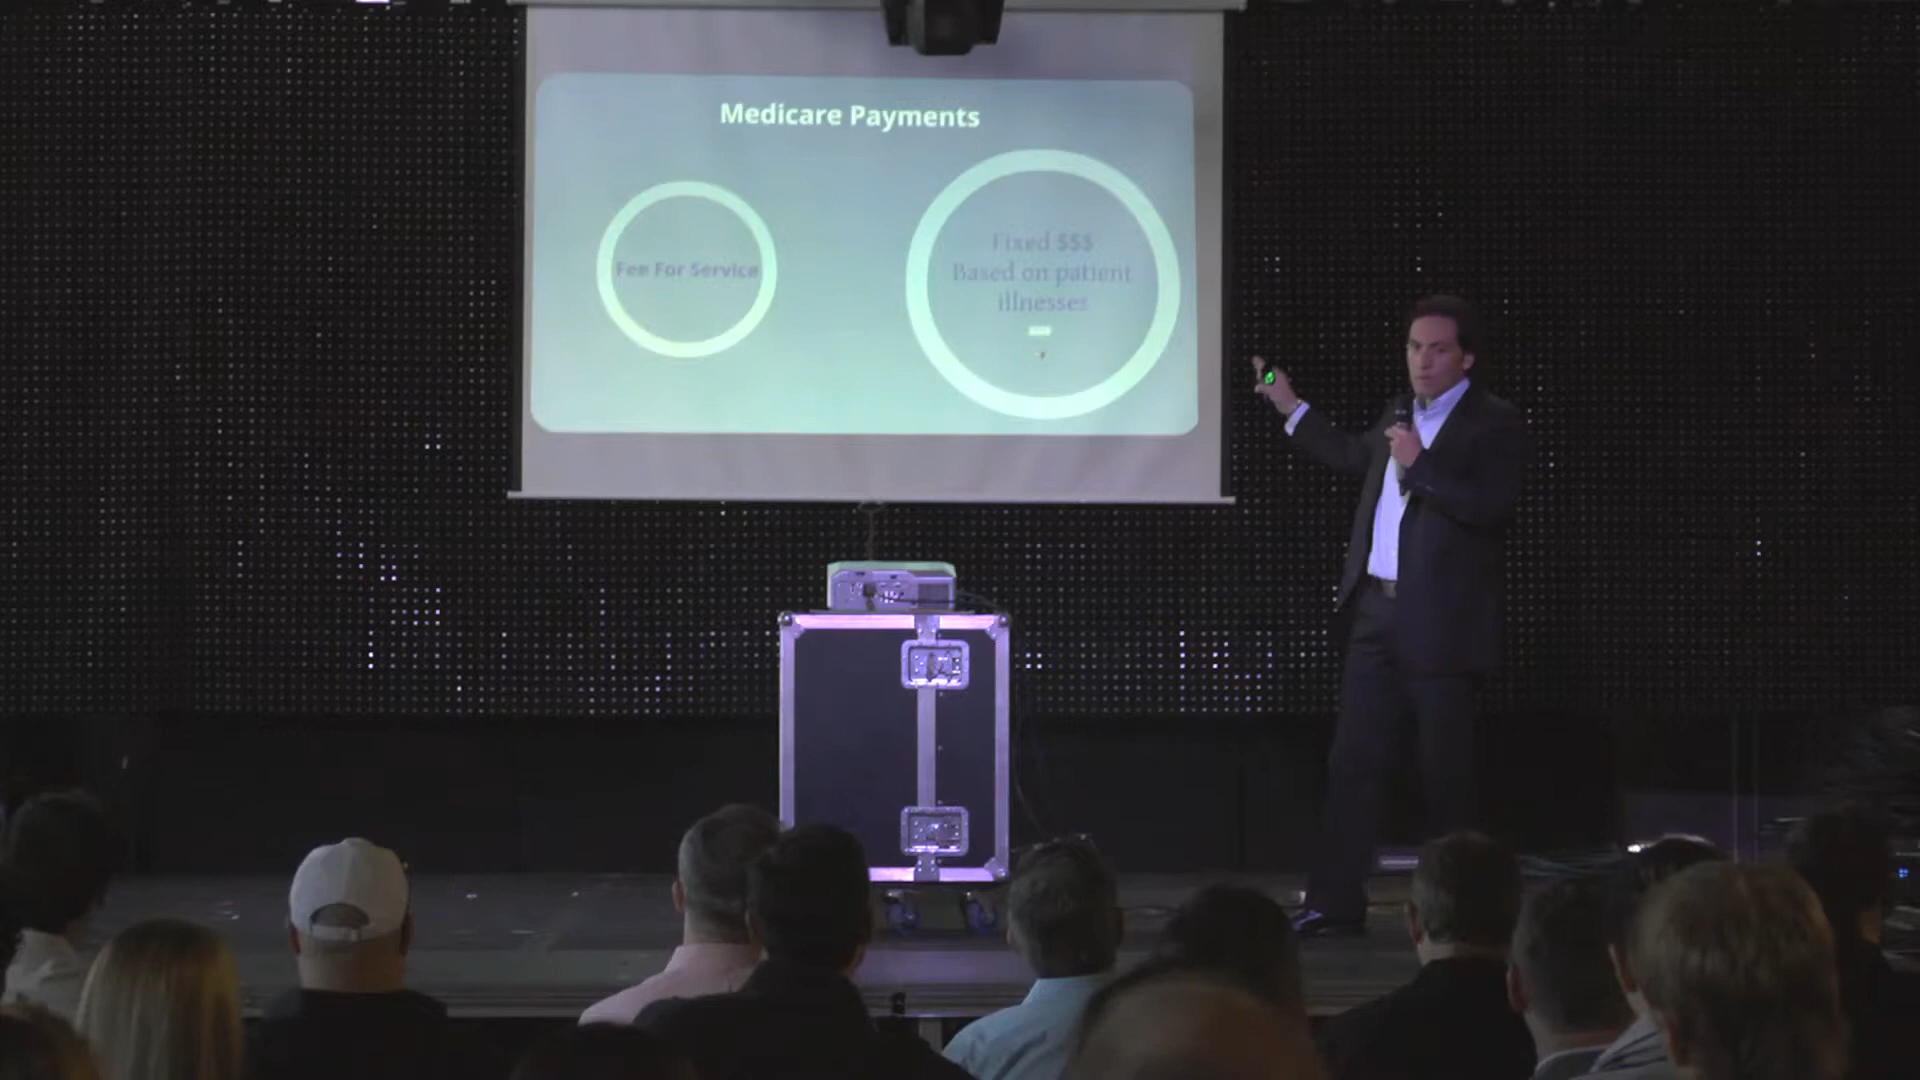 Medicare Payments
Fee For Service
Fixed $$$
Based on patient
illnesses